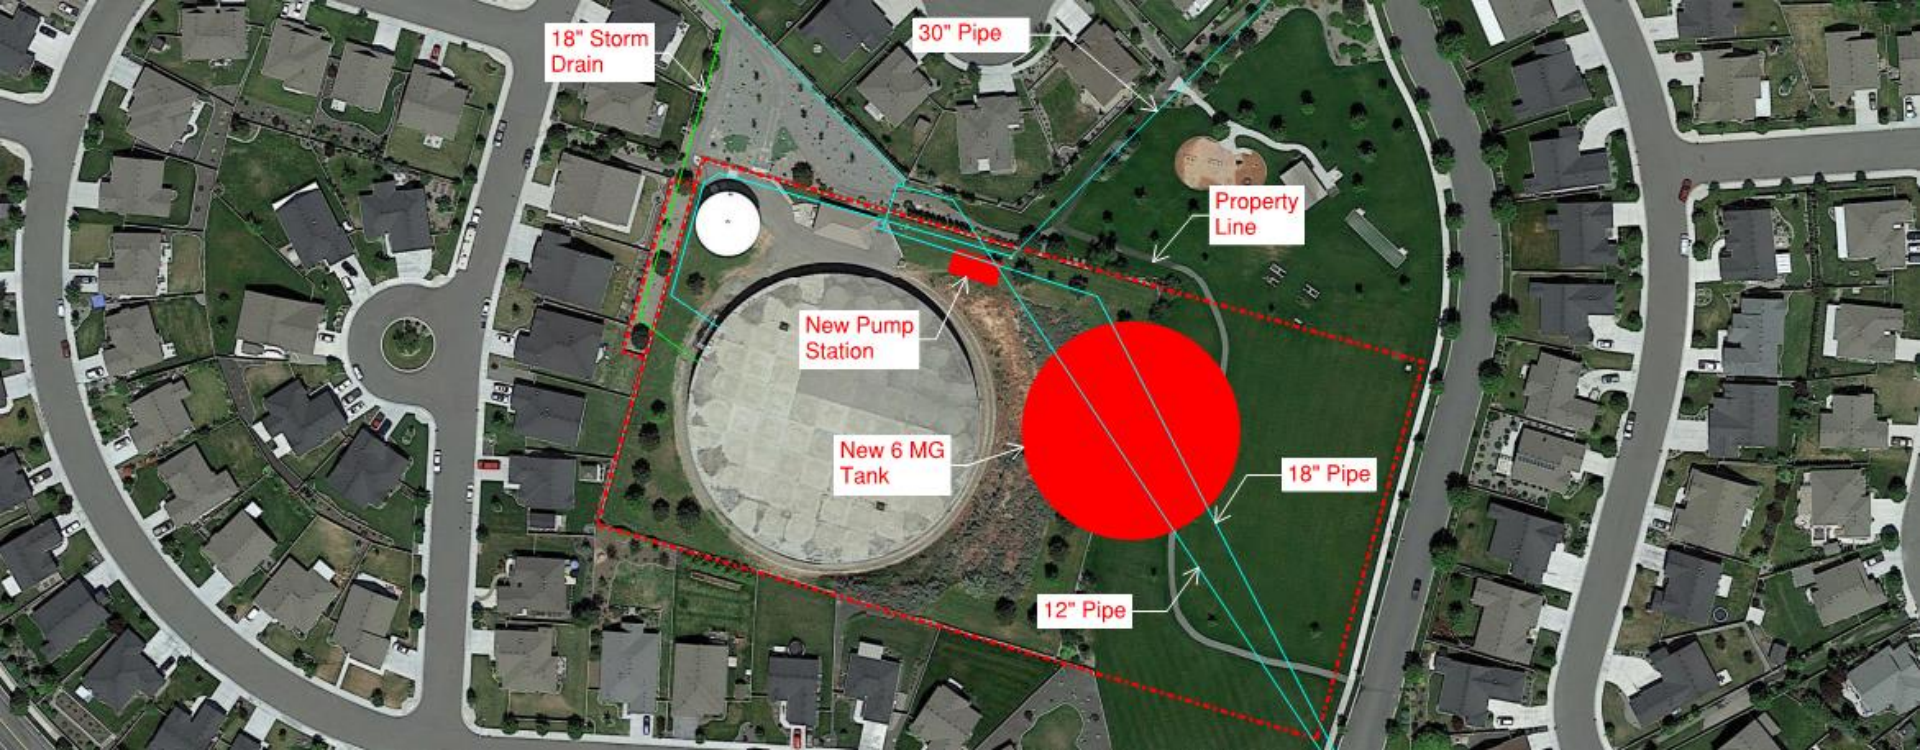 18" Storm
Drain
30" Pipe
Property
Line
New Pump
Station
New 6 MG
Tank
18" Pipe
12" Pipe